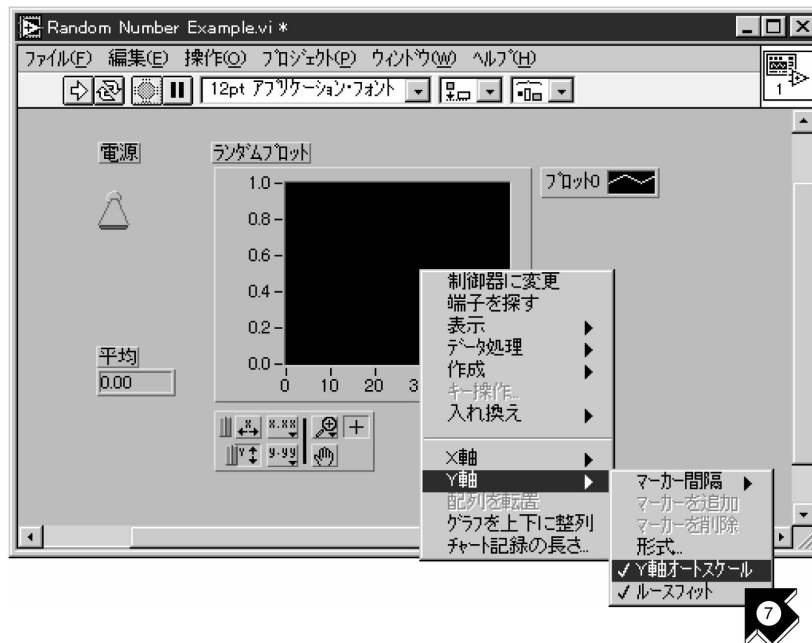 Random Number Example.vi *
ファイル(F) 編集(E) 操作(O) プロジェクト(P) ウィンドウ(W) ヘルプ(H)
12pt アプリケーション・フォント
1
電源
ランダムプロット
プロット0
1.0
0.8
0.6
0.4
0.2
0.0
0 10 20 3
平均
0.00
X.XX
Y.YY
制御器に変更
端子を探す
表示
データ処理
作成
キー操作...
入れ換え
X軸
Y軸
配列を転置
グラフを上下に整列
チャート記録の長さ...
マーカー間隔
マーカーを追加
マーカーを削除
形式...
✓ Y軸オートスケール
✓ ルースフィット
7